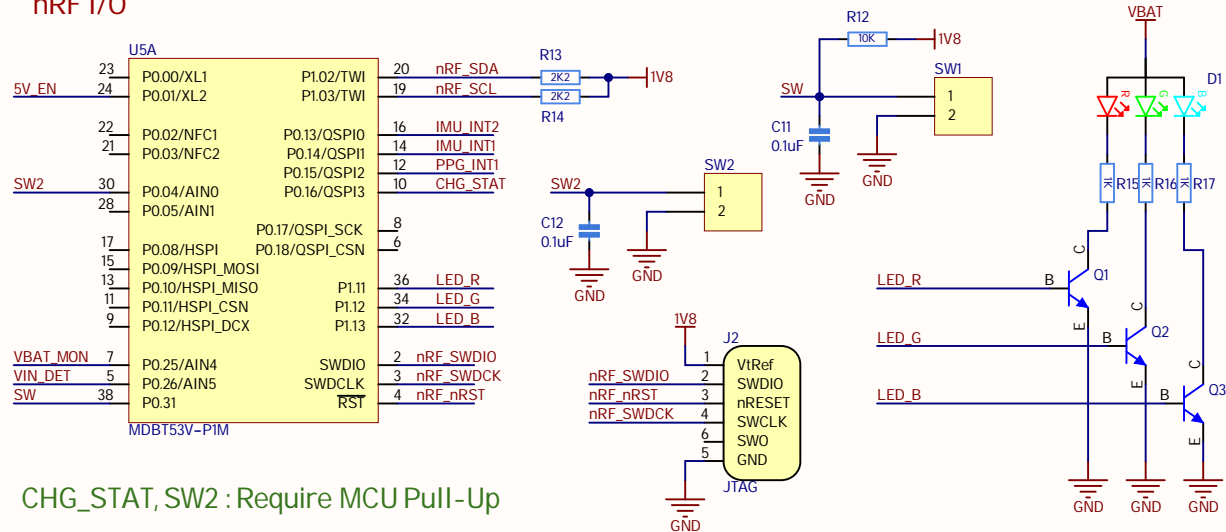 nRF I/O
U5A
23 P0.00/XL1
5V_EN 24 P0.01/XL2
22 P0.02/NFC1
21 P0.03/NFC2
SW2 30 P0.04/AIN0
28 P0.05/AIN1
17 P0.08/HSPI
15 P0.09/HSPI_MOSI
13 P0.10/HSPI_MISO
11 P0.11/HSPI_CSN
9 P0.12/HSPI_DCX
VBAT_MON 7 P0.25/AIN4
VIN_DET 5 P0.26/AIN5
SW 38 P0.31
P1.02/TWI 20 nRF_SDA
P1.03/TWI 19 nRF_SCL
P0.13/QSPI0 16 IMU_INT2
P0.14/QSPI1 14 IMU_INT1
P0.15/QSPI2 12 PPG_INT1
P0.16/QSPI3 10 CHG_STAT
P0.17/QSPI_SCK 8
P0.18/QSPI_CSN 6
P1.11 36 LED_R
P1.12 34 LED_G
P1.13 32 LED_B
SWDIO 2 nRF_SWDIO
SWDCLK 3 nRF_SWDCK
RST 4 nRF_nRST
MDBT53V-P1M
R13
2K2
2K2
R14
1V8
R12
10K
1V8
SW
SW1
1
2
C11
0.1uF
GND
GND
SW2
SW2
1
2
C12
0.1uF
GND
GND
1V8
J2
1 VtRef
nRF_SWDIO 2 SWDIO
nRF_nRST 3 nRESET
nRF_SWDCK 4 SWCLK
6 SWO
5 GND
JTAG
GND
VBAT
D1
R
G
B
1K R15
1K R16
1K R17
LED_R B C E Q1
LED_G B C E Q2
LED_B B C E Q3
GND GND GND
CHG_STAT, SW2 : Require MCU Pull-Up